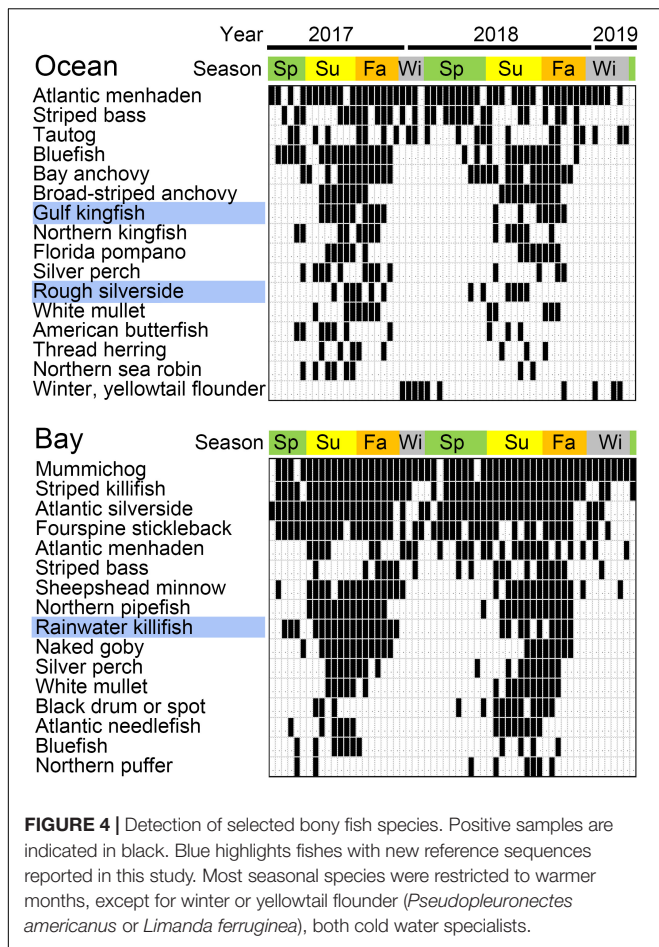 Year 2017 2018 2019
Ocean Season Sp Su Fa Wi Sp Su Fa Wi
Atlantic menhaden
Striped bass
Tautog
Bluefish
Bay anchovy
Broad-striped anchovy
Gulf kingfish
Northern kingfish
Florida pompano
Silver perch
Rough silverside
White mullet
American butterfish
Thread herring
Northern sea robin
Winter, yellowtail flounder
Bay Season Sp Su Fa Wi Sp Su Fa Wi
Mummichog
Striped killifish
Atlantic silverside
Fourspine stickleback
Atlantic menhaden
Striped bass
Sheepshead minnow
Northern pipefish
Rainwater killifish
Naked goby
Silver perch
White mullet
Black drum or spot
Atlantic needlefish
Bluefish
Northern puffer
FIGURE 4 | Detection of selected bony fish species. Positive samples are
indicated in black. Blue highlights fishes with new reference sequences
reported in this study. Most seasonal species were restricted to warmer
months, except for winter or yellowtail flounder (Pseudopleuronectes
americanus or Limanda ferruginea), both cold water specialists.